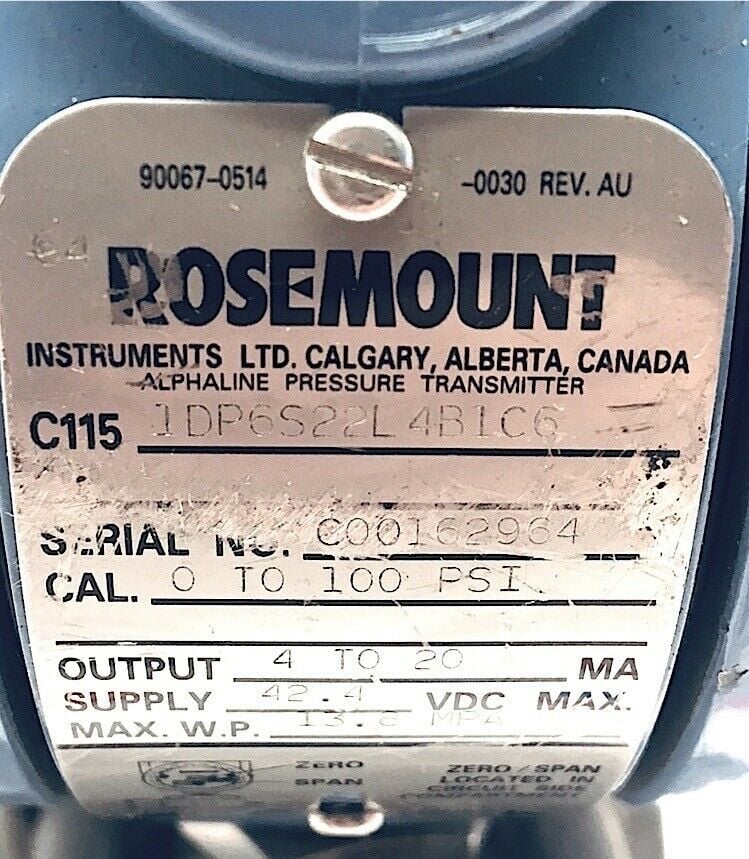 90067-0514 -0030 REV. AU
ROSEMOUNT
INSTRUMENTS LTD. CALGARY, ALBERTA, CANADA
ALPHALINE PRESSURE TRANSMITTER
C115 1DP6S22L4B1C6
SERIAL NO. C00162964
CAL. 0 TO 100 PSI
OUTPUT 4 TO 20 MA
SUPPLY 42.4 VDC MAX.
MAX. W.P. 13.8 MPA
ZERO ZERO/SPAN
SPAN LOCATED IN
CIRCUIT SIDE
COMPARTMENT